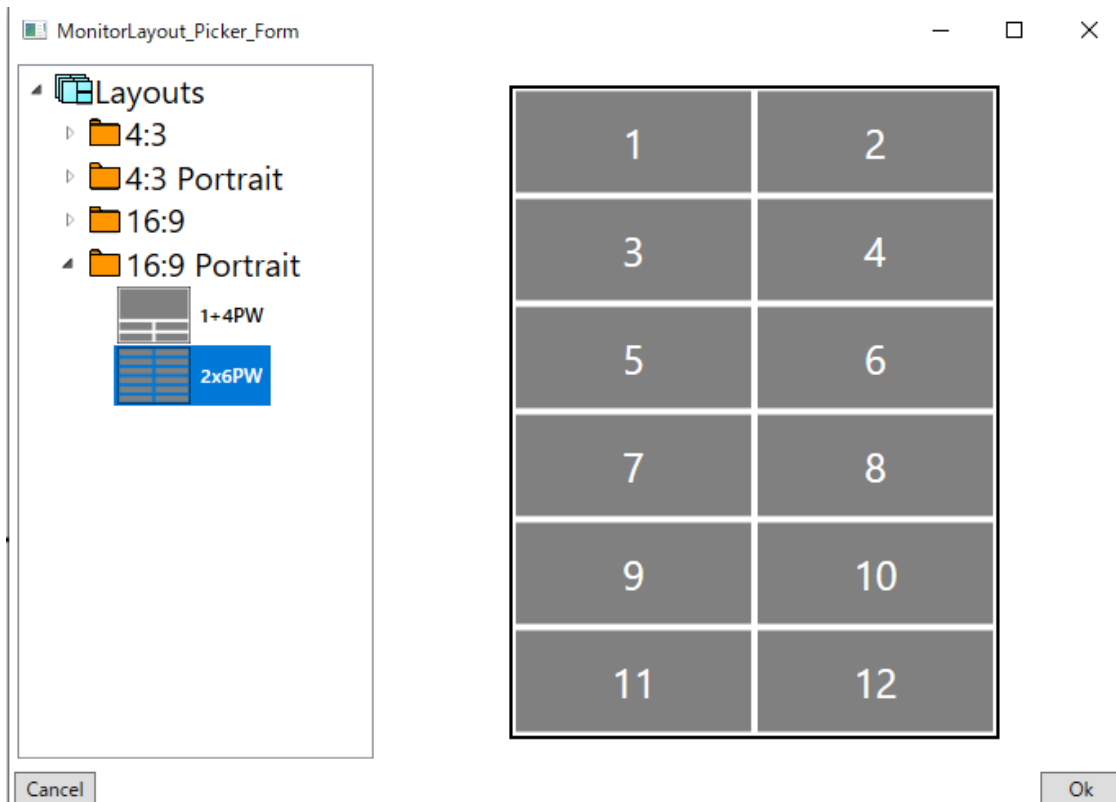 MonitorLayout_Picker_Form
Layouts
4:3
4:3 Portrait
16:9
16:9 Portrait
1+4PW
2x6PW
1 2
3 4
5 6
7 8
9 10
11 12
Cancel
Ok